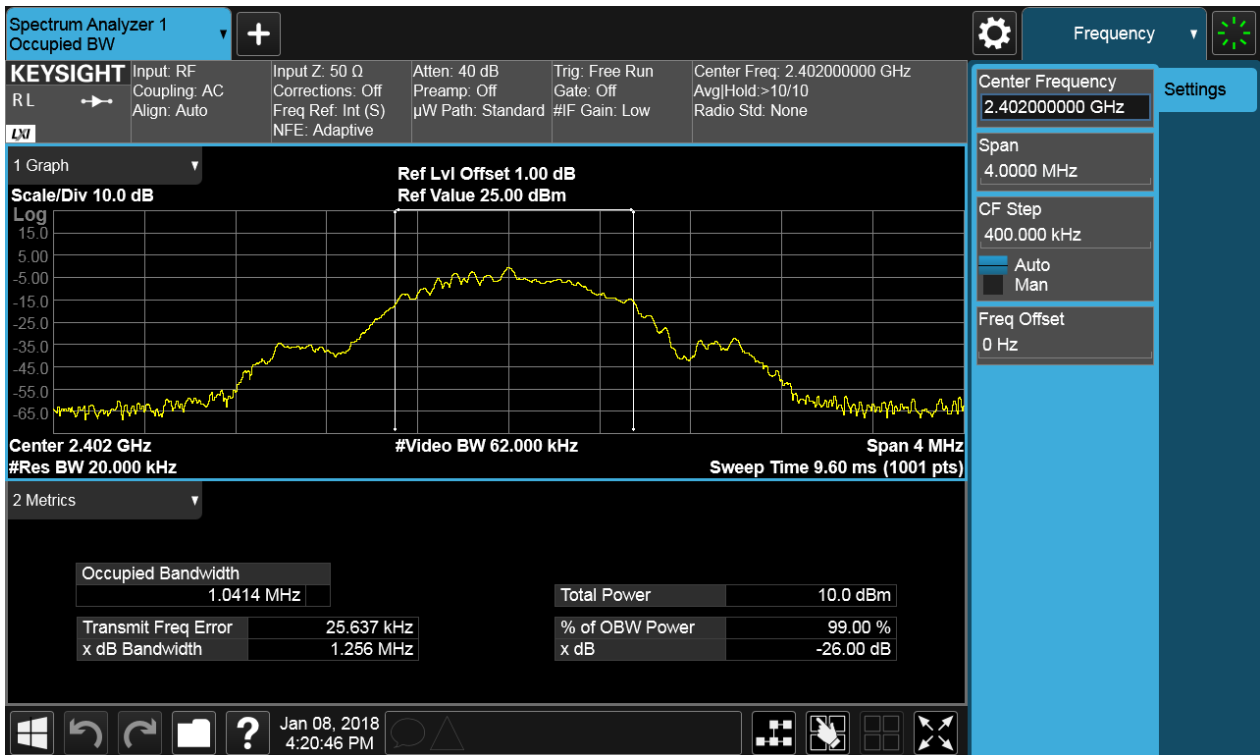 Spectrum Analyzer 1
Occupied BW
+
Frequency
KEYSIGHT
R L
LXI
Input: RF
Coupling: AC
Align: Auto
Input Z: 50 Ω
Corrections: Off
Freq Ref: Int (S)
NFE: Adaptive
Atten: 40 dB
Preamp: Off
µW Path: Standard
Trig: Free Run
Gate: Off
#IF Gain: Low
Center Freq: 2.402000000 GHz
Avg|Hold:>10/10
Radio Std: None
Center Frequency
2.402000000 GHz
Settings
Span
4.0000 MHz
CF Step
400.000 kHz
Auto
Man
Freq Offset
0 Hz
1 Graph
Scale/Div 10.0 dB
Ref Lvl Offset 1.00 dB
Ref Value 25.00 dBm
Log
15.0
5.00
-5.00
-15.0
-25.0
-35.0
-45.0
-55.0
-65.0
Center 2.402 GHz
#Video BW 62.000 kHz
Span 4 MHz
#Res BW 20.000 kHz
Sweep Time 9.60 ms (1001 pts)
2 Metrics
Occupied Bandwidth
1.0414 MHz
Transmit Freq Error 25.637 kHz
x dB Bandwidth 1.256 MHz
Total Power 10.0 dBm
% of OBW Power 99.00 %
x dB -26.00 dB
?
Jan 08, 2018
4:20:46 PM